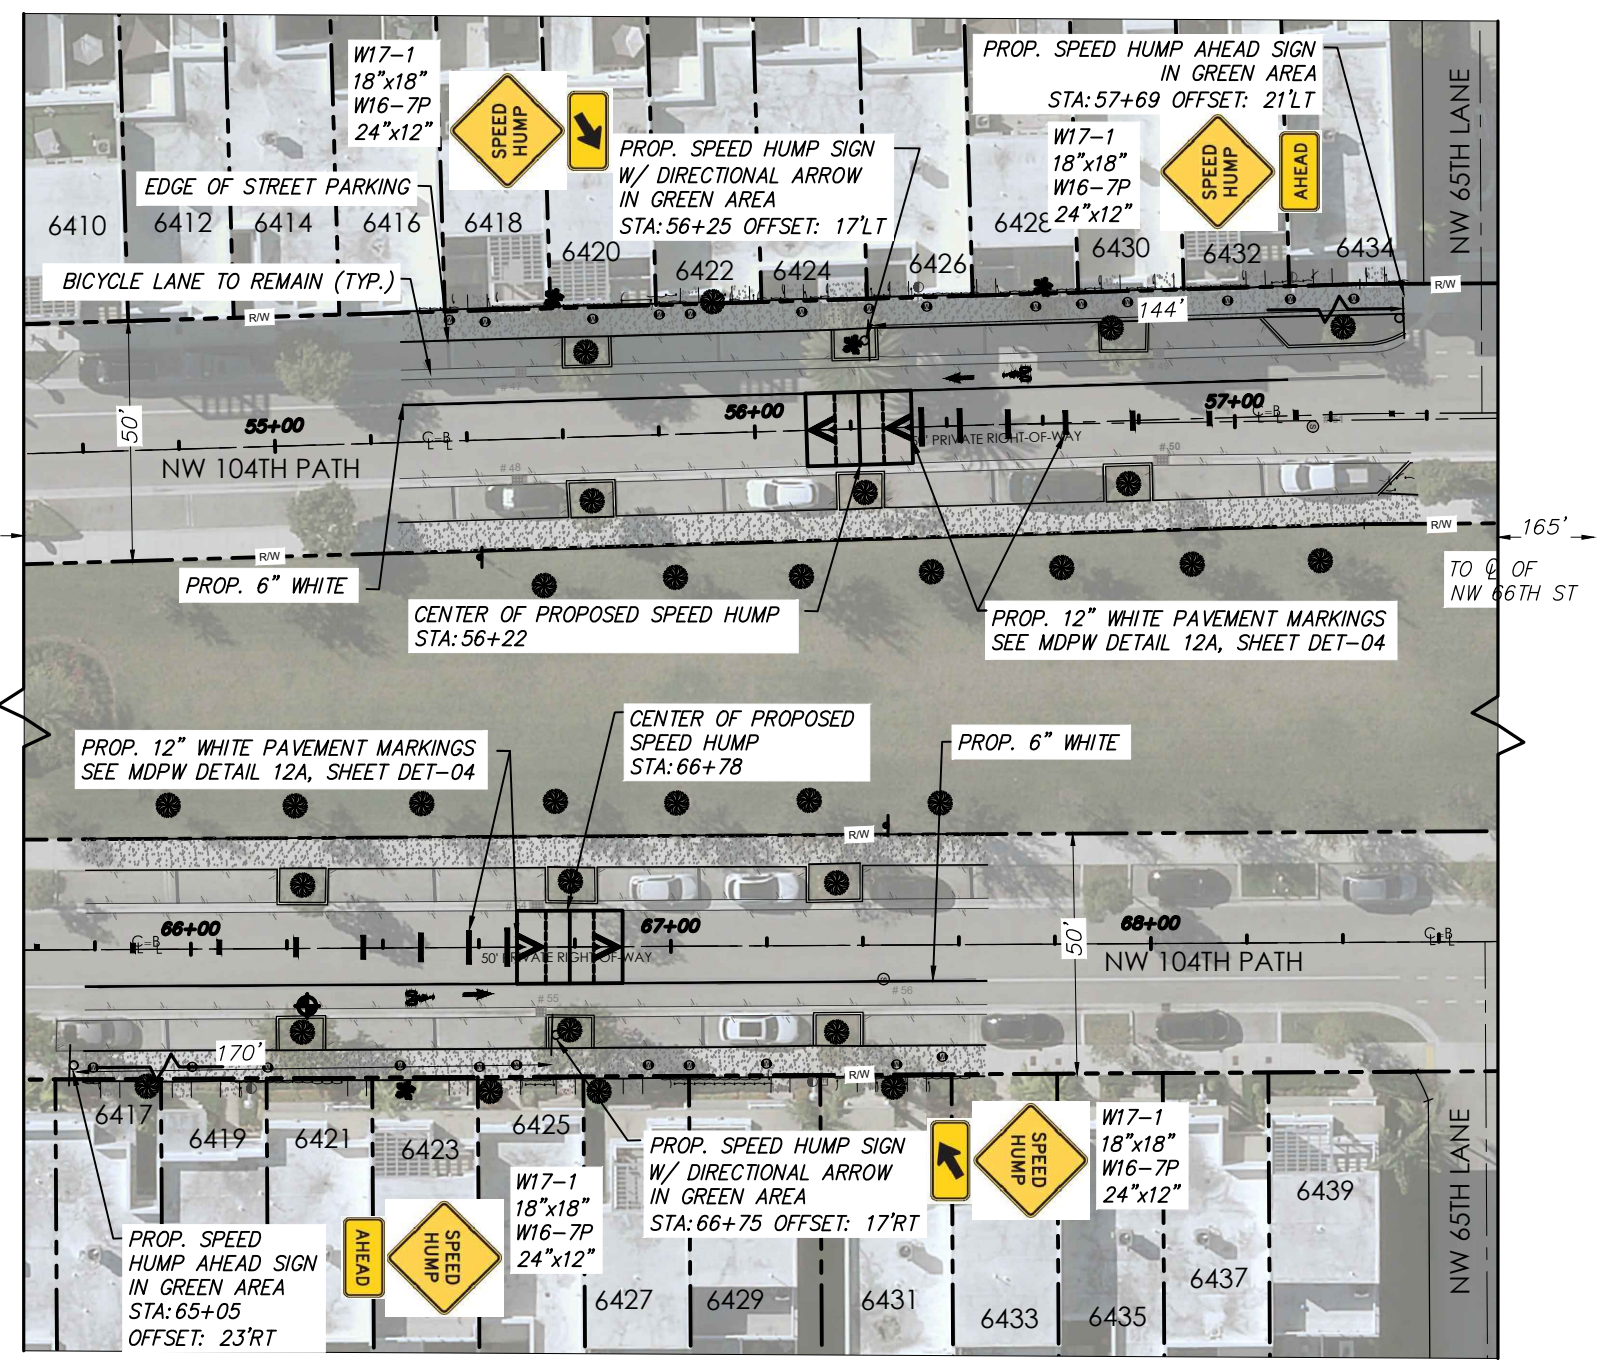 W17-1
18"x18"
W16-7P
24"x12"
SPEED
HUMP
PROP. SPEED HUMP SIGN
W/ DIRECTIONAL ARROW
IN GREEN AREA
STA:56+25 OFFSET: 17'LT
PROP. SPEED HUMP AHEAD SIGN
IN GREEN AREA
STA:57+69 OFFSET: 21'LT
W17-1
18"x18"
W16-7P
24"x12"
SPEED
HUMP
AHEAD
NW 65TH LANE
EDGE OF STREET PARKING
6410
6412
6414
6416
6418
6420
6422
6424
6426
6428
6430
6432
6434
BICYCLE LANE TO REMAIN (TYP.)
R/W
R/W
144'
50'
55+00
56+00
57+00
C=B
L L
C=B
L L
50' PRIVATE RIGHT-OF-WAY
NW 104TH PATH
#48
#50
R/W
R/W
165'
TO CL OF
NW 66TH ST
PROP. 6" WHITE
CENTER OF PROPOSED SPEED HUMP
STA:56+22
PROP. 12" WHITE PAVEMENT MARKINGS
SEE MDPW DETAIL 12A, SHEET DET-04
PROP. 12" WHITE PAVEMENT MARKINGS
SEE MDPW DETAIL 12A, SHEET DET-04
CENTER OF PROPOSED
SPEED HUMP
STA:66+78
PROP. 6" WHITE
R/W
66+00
67+00
68+00
C=B
L L
C=B
L L
50' PRIVATE RIGHT-OF-WAY
NW 104TH PATH
50'
#54
#55
#56
S
170'
R/W
6417
6419
6421
6423
6425
6427
6429
6431
6433
6435
6437
6439
NW 65TH LANE
PROP. SPEED HUMP SIGN
W/ DIRECTIONAL ARROW
IN GREEN AREA
STA:66+75 OFFSET: 17'RT
SPEED
HUMP
W17-1
18"x18"
W16-7P
24"x12"
W17-1
18"x18"
W16-7P
24"x12"
SPEED
HUMP
AHEAD
PROP. SPEED
HUMP AHEAD SIGN
IN GREEN AREA
STA:65+05
OFFSET: 23'RT